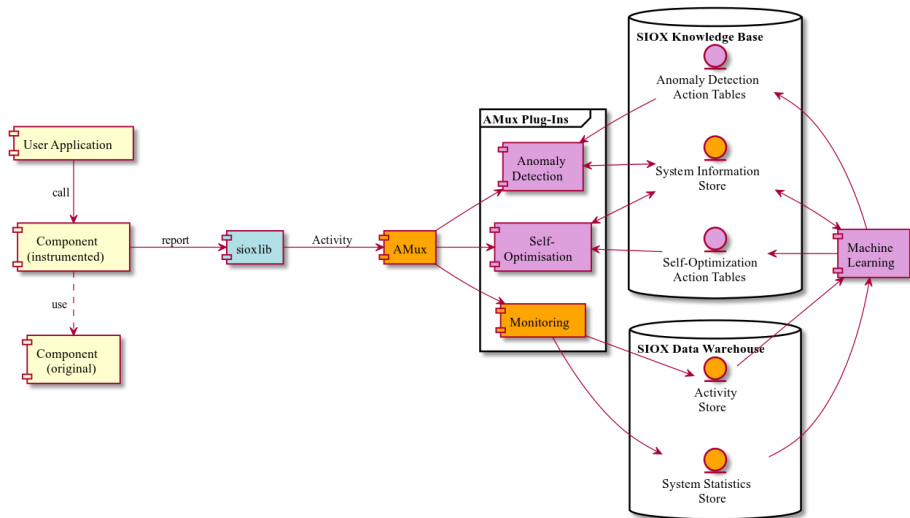 SIOX Knowledge Base
Anomaly Detection
Action Tables
AMux Plug-Ins
User Application
Anomaly
Detection
System Information
Store
call
Component
(instrumented)
report
sioxlib
Activity
AMux
Self-
Optimisation
Self-Optimization
Action Tables
Machine
Learning
use
Monitoring
Component
(original)
SIOX Data Warehouse
Activity
Store
System Statistics
Store